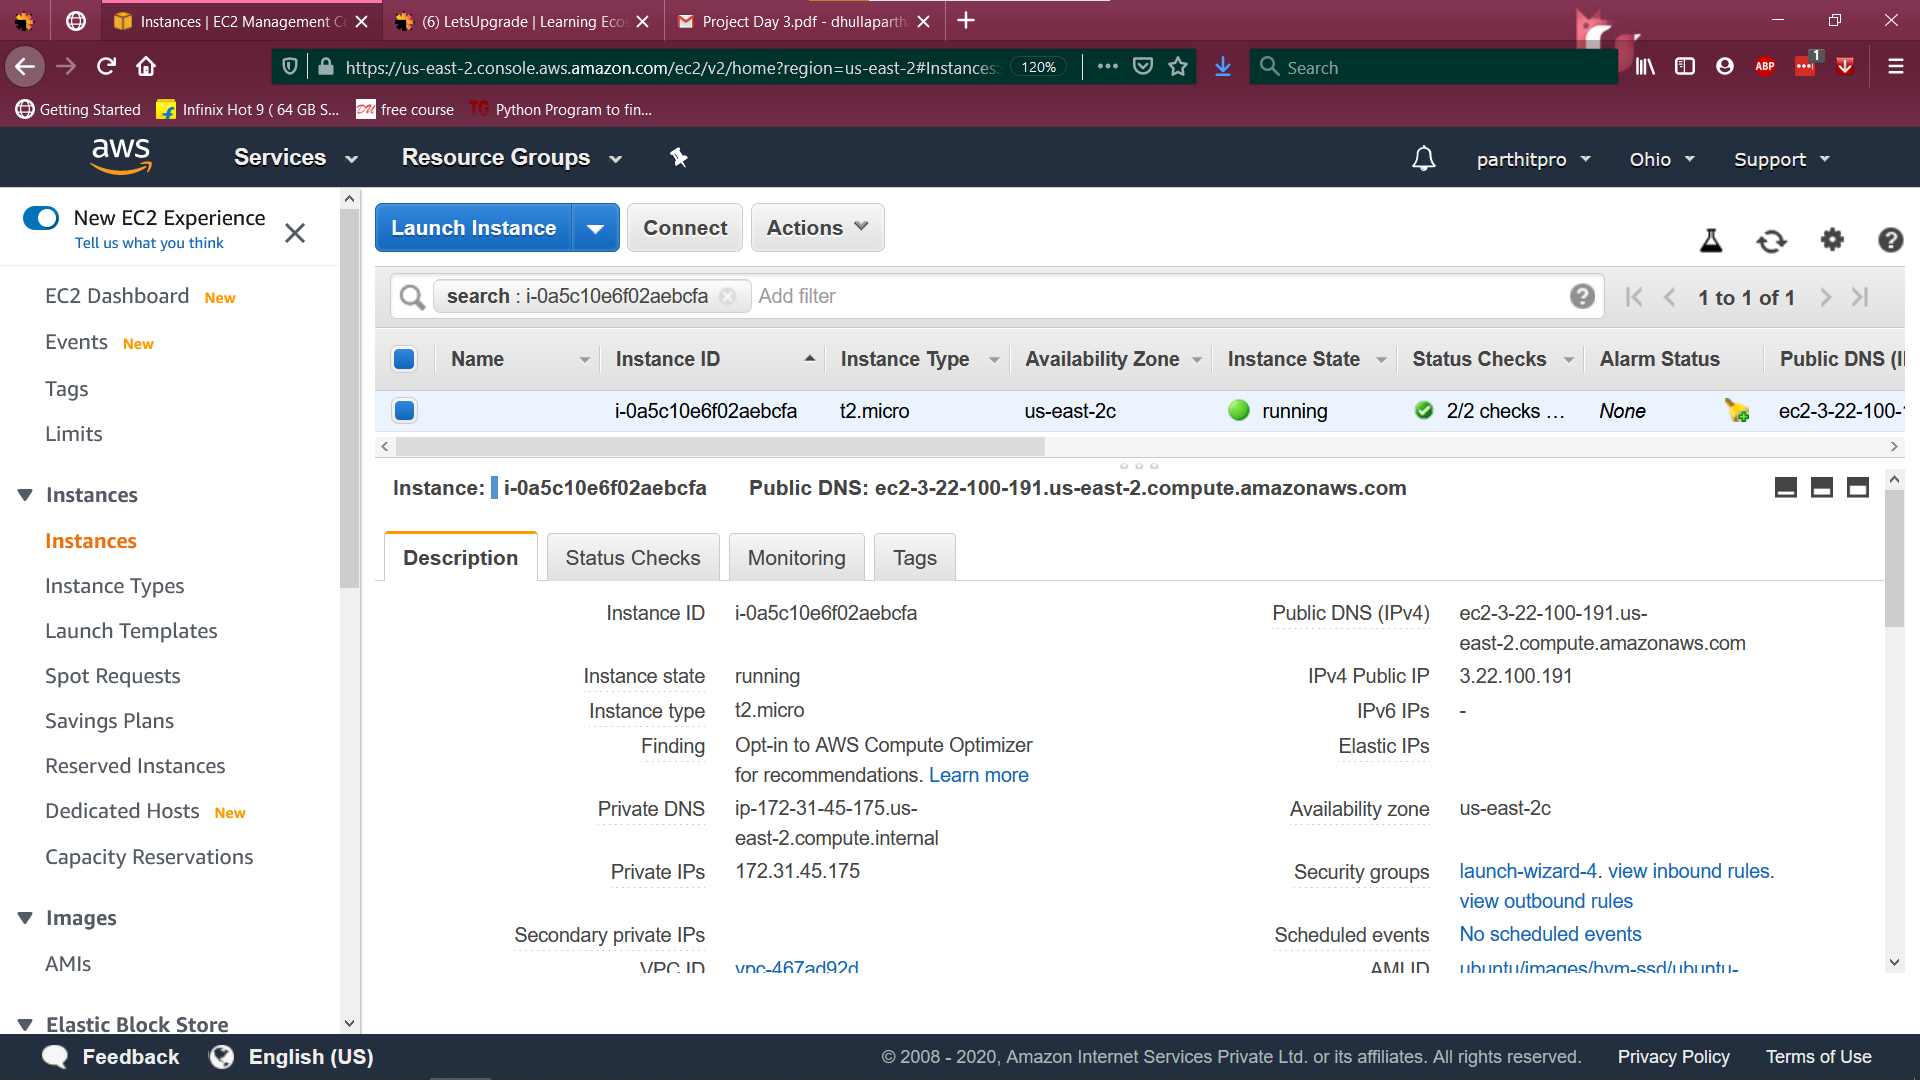 Instances | EC2 Management Co
(6) LetsUpgrade | Learning Ecos
Project Day 3.pdf - dhullaparth
https://us-east-2.console.aws.amazon.com/ec2/v2/home?region=us-east-2#Instances:
120%
Search
ABP
1
Getting Started
Infinix Hot 9 ( 64 GB S...
DU free course
TG Python Program to fin...
aws
Services
Resource Groups
parthitpro
Ohio
Support
New EC2 Experience
Tell us what you think
EC2 Dashboard New
Events New
Tags
Limits
Instances
Instances
Instance Types
Launch Templates
Spot Requests
Savings Plans
Reserved Instances
Dedicated Hosts New
Capacity Reservations
Images
AMIs
Elastic Block Store
Launch Instance
Connect
Actions
search : i-0a5c10e6f02aebcfa
Add filter
1 to 1 of 1
Name Instance ID Instance Type Availability Zone Instance State Status Checks Alarm Status Public DNS (I
i-0a5c10e6f02aebcfa t2.micro us-east-2c running 2/2 checks ... None ec2-3-22-100-
Instance: i-0a5c10e6f02aebcfa Public DNS: ec2-3-22-100-191.us-east-2.compute.amazonaws.com
Description
Status Checks
Monitoring
Tags
Instance ID i-0a5c10e6f02aebcfa
Instance state running
Instance type t2.micro
Finding Opt-in to AWS Compute Optimizer
for recommendations. Learn more
Private DNS ip-172-31-45-175.us-
east-2.compute.internal
Private IPs 172.31.45.175
Secondary private IPs
VPC ID vpc-467ad92d
Public DNS (IPv4) ec2-3-22-100-191.us-
east-2.compute.amazonaws.com
IPv4 Public IP 3.22.100.191
IPv6 IPs -
Elastic IPs
Availability zone us-east-2c
Security groups launch-wizard-4. view inbound rules.
view outbound rules
Scheduled events No scheduled events
AMI ID ubuntu/images/hvm-ssd/ubuntu-
Feedback
English (US)
© 2008 - 2020, Amazon Internet Services Private Ltd. or its affiliates. All rights reserved.
Privacy Policy
Terms of Use